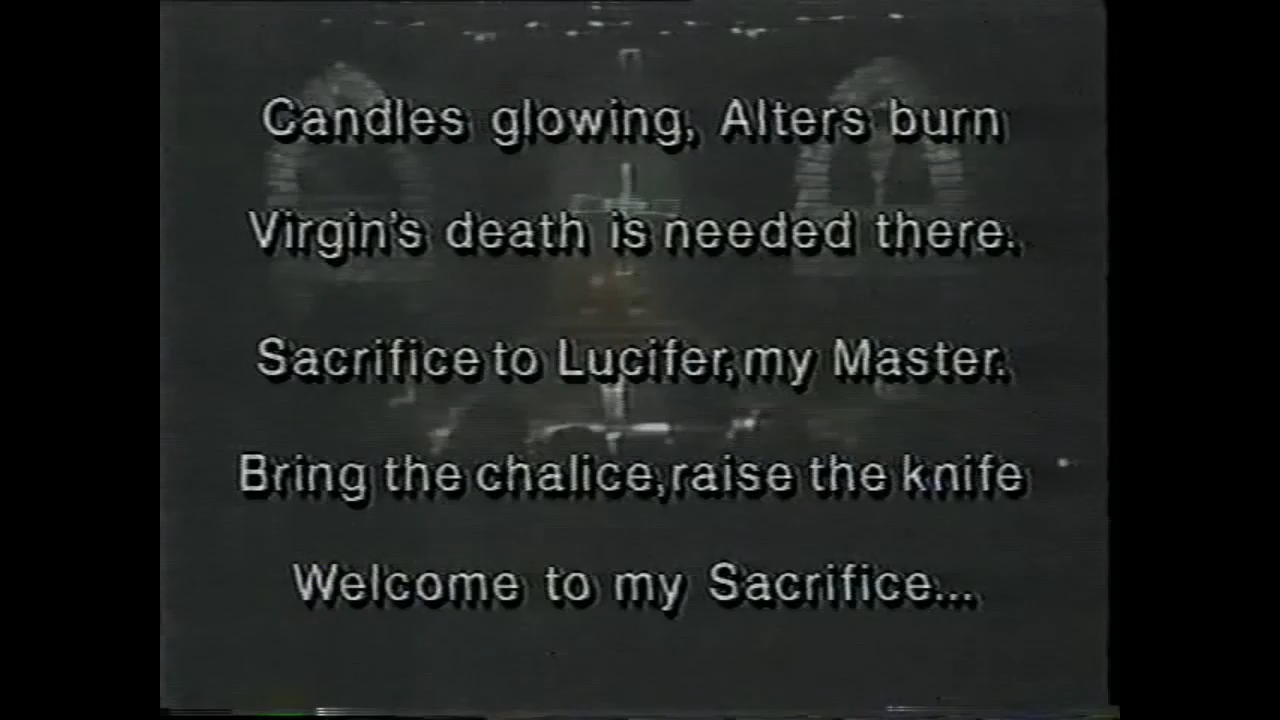 Candles glowing, Alters burn
Virgin's death is needed there.
Sacrifice to Lucifer, my Master.
Bring the chalice, raise the knife
Welcome to my Sacrifice...